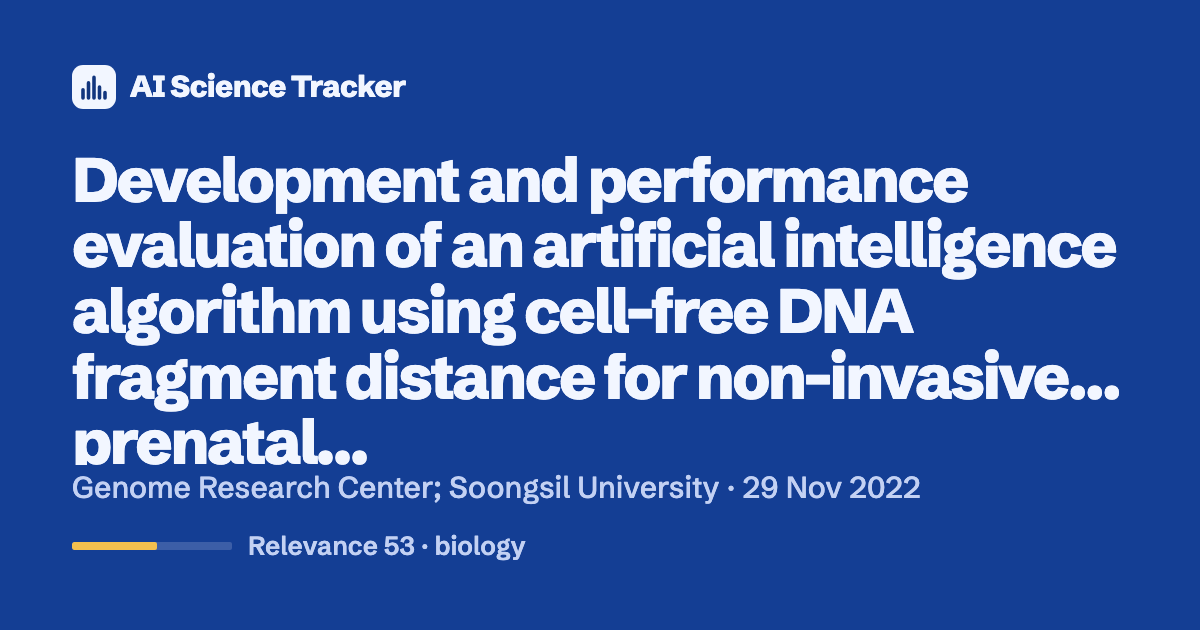 AI Science Tracker
Development and performance
evaluation of an artificial intelligence
algorithm using cell-free DNA
fragment distance for non-invasive...
prenatal...
Genome Research Center; Soongsil University · 29 Nov 2022
Relevance 53 · biology